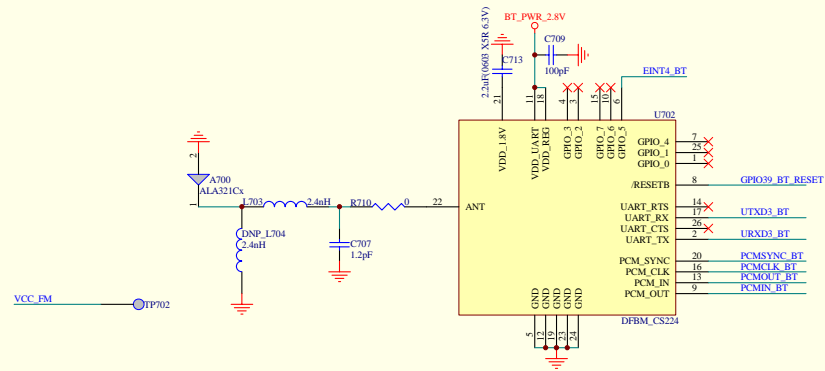 BT_PWR_2.8V
2.2uF(0603 X5R 6.3V)
C713
C709
100pF
EINT4_BT
21
11
18
4
3
15
10
6
U702
VDD_1.8V
VDD_UART
VDD_REG
GPIO_3
GPIO_2
GPIO_7
GPIO_6
GPIO_5
GPIO_4
7
GPIO_1
25
GPIO_0
1
/RESETB
8
GPIO39_BT_RESET
2
A700
ALA321Cx
1
L703
2.4nH
R710
0
22
ANT
UART_RTS
14
UART_RX
17
UTXD3_BT
UART_CTS
26
UART_TX
2
URXD3_BT
DNP_L704
2.4nH
C707
1.2pF
PCM_SYNC
20
PCMSYNC_BT
PCM_CLK
16
PCMCLK_BT
PCM_IN
13
PCMOUT_BT
PCM_OUT
9
PCMIN_BT
VCC_FM
TP702
GND
GND
GND
GND
GND
DFBM_CS224
5
12
19
23
24